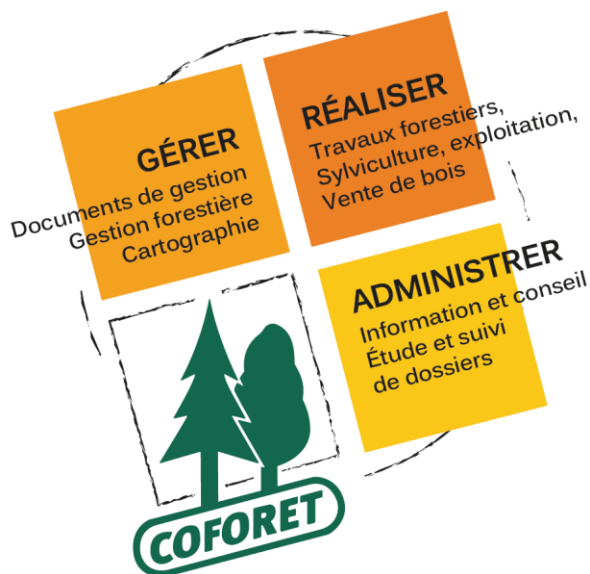 GÉRER
Documents de gestion
Gestion forestière
Cartographie
RÉALISER
Travaux forestiers,
Sylviculture, exploitation,
Vente de bois
ADMINISTRER
Information et conseil
Étude et suivi
de dossiers
COFORET